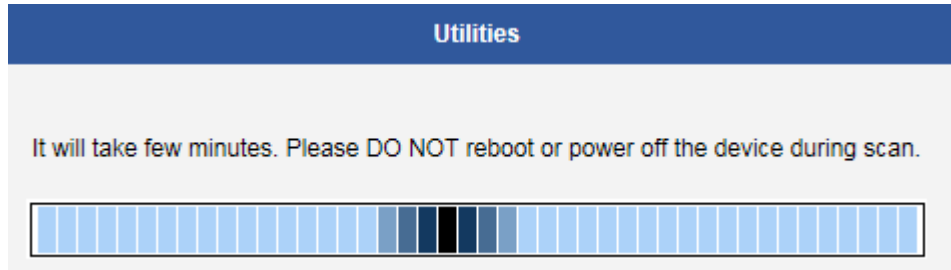 Utilities
It will take few minutes. Please DO NOT reboot or power off the device during scan.